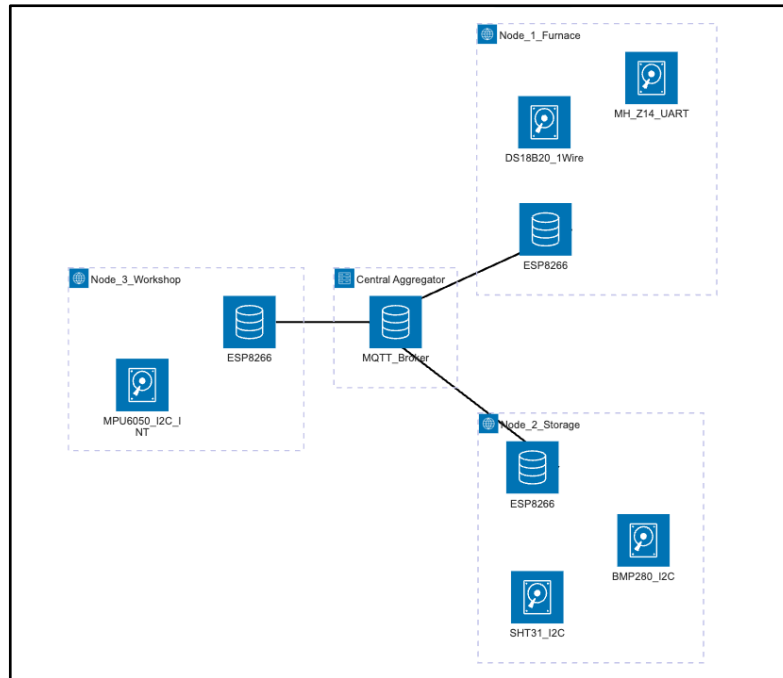 Node_1_Furnace
MH_Z14_UART
DS18B20_1Wire
ESP8266
Node_3_Workshop
ESP8266
MPU6050_I2C_I
NT
Central Aggregator
MQTT_Broker
Node_2_Storage
ESP8266
BMP280_I2C
SHT31_I2C